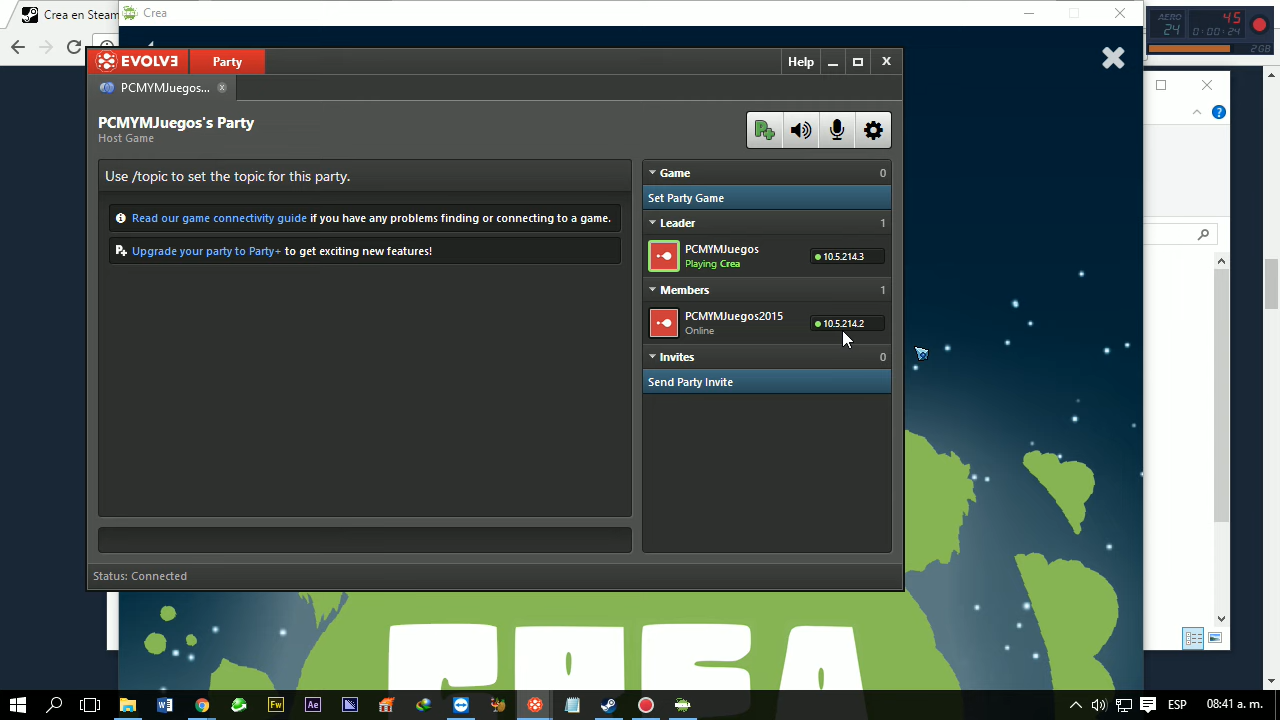 Crea en Steam
Crea
AERO
24
45
0:00:24
2GB
EVOLVE
Party
Help
PCMYMJuegos...
PCMYMJuegos's Party
Host Game
Use /topic to set the topic for this party.
Read our game connectivity guide if you have any problems finding or connecting to a game.
Upgrade your party to Party+ to get exciting new features!
Game 0
Set Party Game
Leader 1
PCMYMJuegos
Playing Crea
10.5.214.3
Members 1
PCMYMJuegos2015
Online
10.5.214.2
Invites 0
Send Party Invite
Status: Connected
CREA
Fw
Ae
ESP
08:41 a. m.